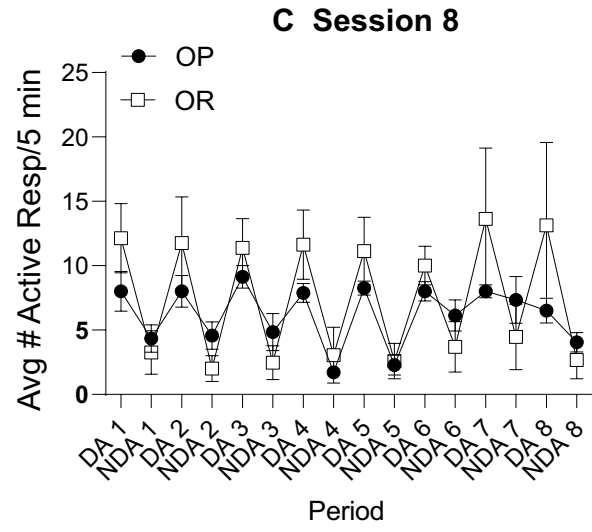 C Session 8
OP
OR
25
20
15
10
5
0
Avg # Active Resp/5 min
DA 1
NDA 1
DA 2
NDA 2
DA 3
NDA 3
DA 4
NDA 4
DA 5
NDA 5
DA 6
NDA 6
DA 7
NDA 7
DA 8
NDA 8
Period